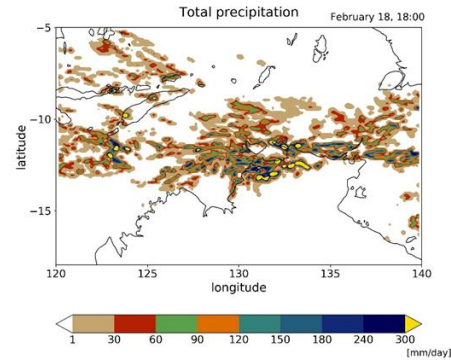 Total precipitation
February 18, 18:00
−5
−10
−15
latitude
120 125 130 135 140
longitude
1 30 60 90 120 150 180 240 300
[mm/day]